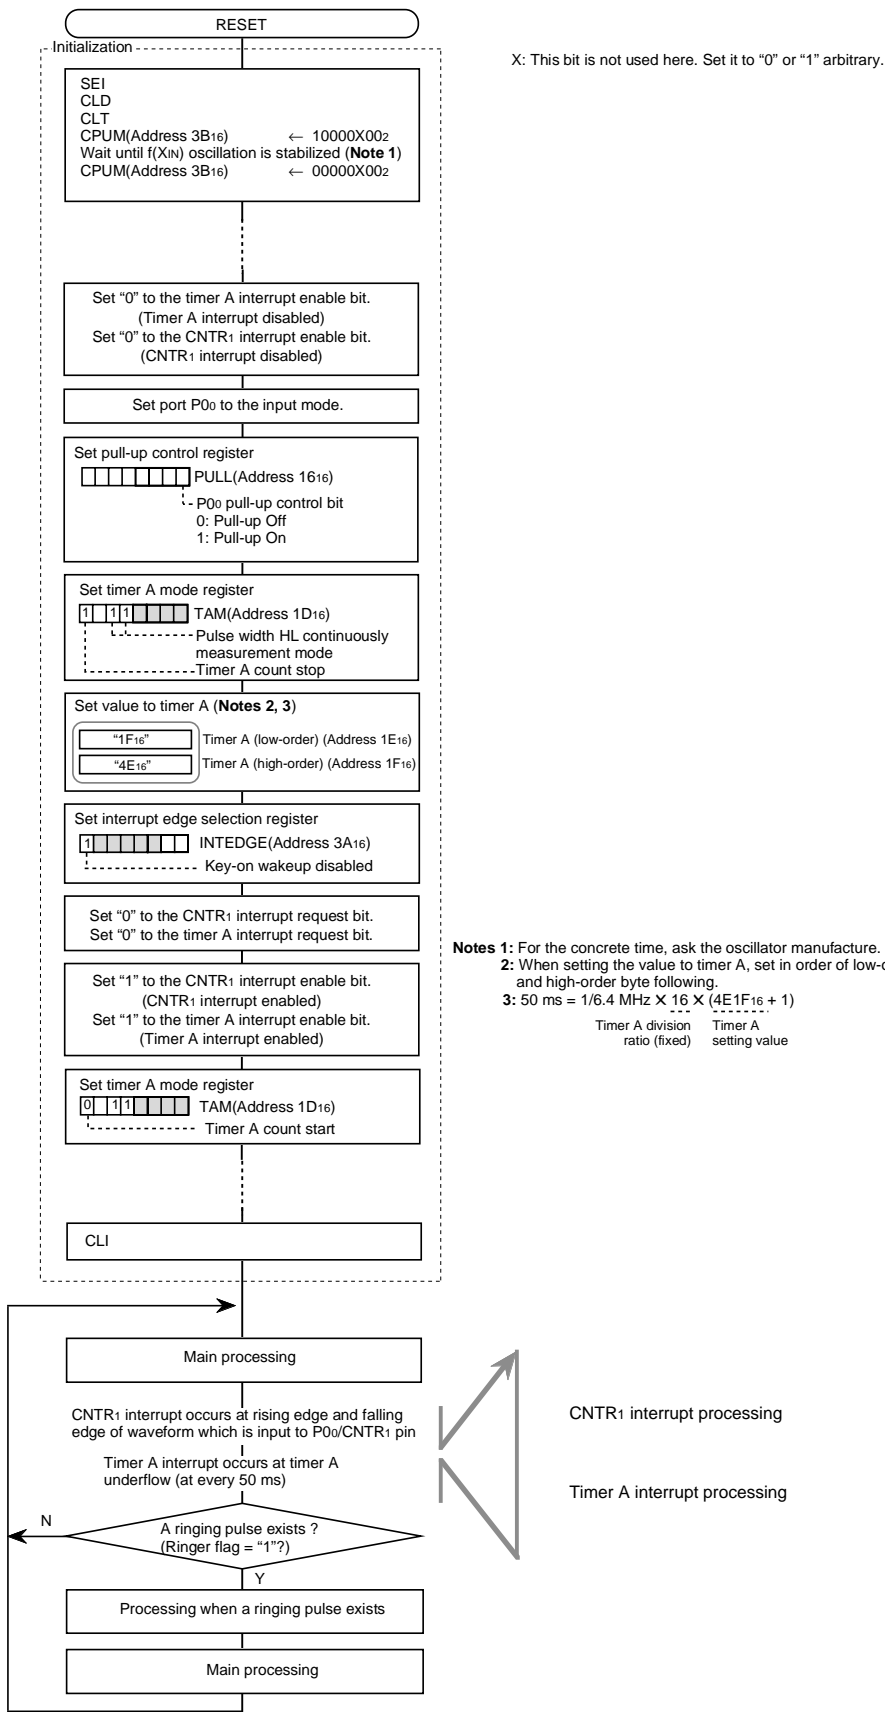 RESET
Initialization
X: This bit is not used here. Set it to “0” or “1” arbitrary.
SEI
CLD
CLT
CPUM(Address 3B16) ← 10000X002
Wait until f(XIN) oscillation is stabilized (Note 1)
CPUM(Address 3B16) ← 00000X002
Set “0” to the timer A interrupt enable bit.
(Timer A interrupt disabled)
Set “0” to the CNTR1 interrupt enable bit.
(CNTR1 interrupt disabled)
Set port P00 to the input mode.
Set pull-up control register
PULL(Address 1616)
P00 pull-up control bit
0: Pull-up Off
1: Pull-up On
Set timer A mode register
1 1 1 TAM(Address 1D16)
Pulse width HL continuously
measurement mode
Timer A count stop
Set value to timer A (Notes 2, 3)
“1F16” Timer A (low-order) (Address 1E16)
“4E16” Timer A (high-order) (Address 1F16)
Set interrupt edge selection register
1 INTEDGE(Address 3A16)
Key-on wakeup disabled
Set “0” to the CNTR1 interrupt request bit.
Set “0” to the timer A interrupt request bit.
Set “1” to the CNTR1 interrupt enable bit.
(CNTR1 interrupt enabled)
Set “1” to the timer A interrupt enable bit.
(Timer A interrupt enabled)
Notes 1: For the concrete time, ask the oscillator manufacture.
2: When setting the value to timer A, set in order of
and high-order byte following.
3: 50 ms = 1/6.4 MHz × 16 × (4E1F16 + 1)
Timer A division Timer A
ratio (fixed) setting value
Set timer A mode register
0 1 1 TAM(Address 1D16)
Timer A count start
CLI
Main processing
CNTR1 interrupt occurs at rising edge and falling
edge of waveform which is input to P00/CNTR1 pin
Timer A interrupt occurs at timer A
underflow (at every 50 ms)
CNTR1 interrupt processing
Timer A interrupt processing
N
A ringing pulse exists ?
(Ringer flag = “1”?)
Y
Processing when a ringing pulse exists
Main processing